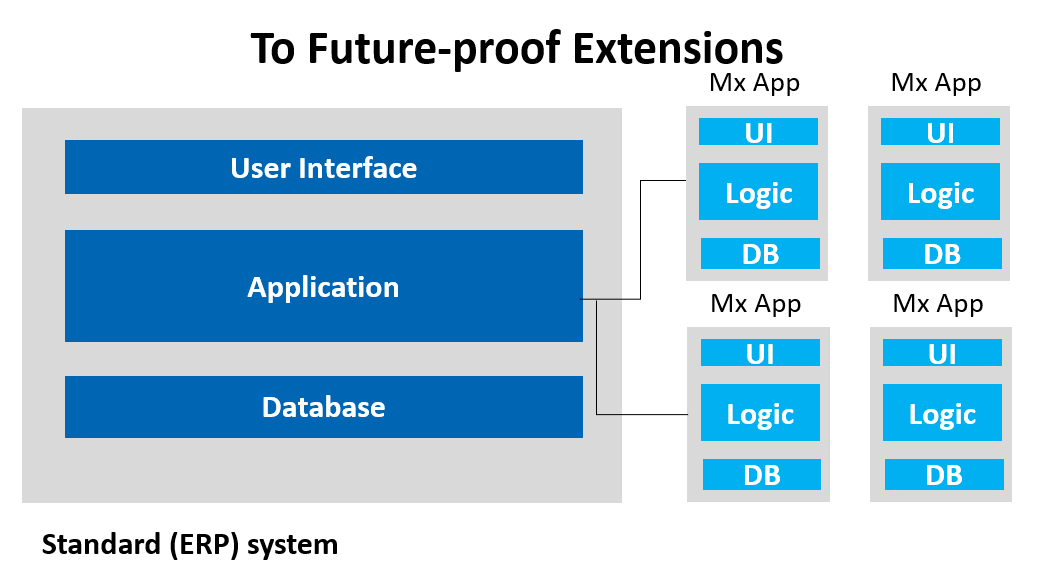 To Future-proof Extensions
User Interface
Application
Database
Standard (ERP) system
Mx App
UI
Logic
DB
Mx App
UI
Logic
DB
Mx App
UI
Logic
DB
Mx App
UI
Logic
DB